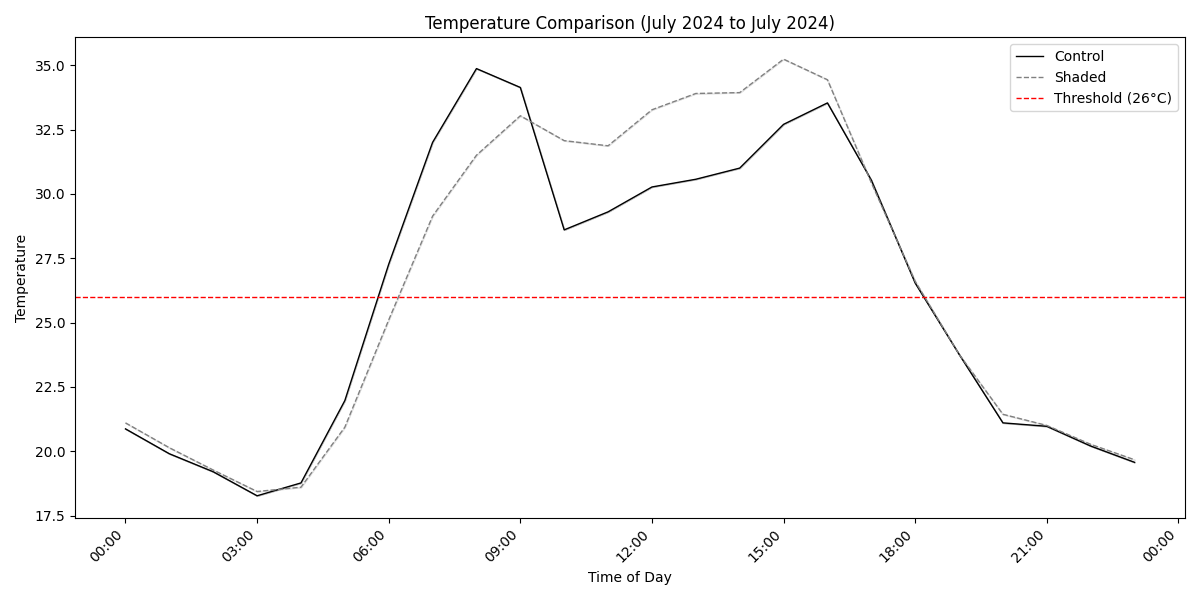 Temperature Comparison (July 2024 to July 2024)
Control
Shaded
Threshold (26°C)
Temperature
35.0
32.5
30.0
27.5
25.0
22.5
20.0
17.5
00:00
03:00
06:00
09:00
12:00
15:00
18:00
21:00
00:00
Time of Day